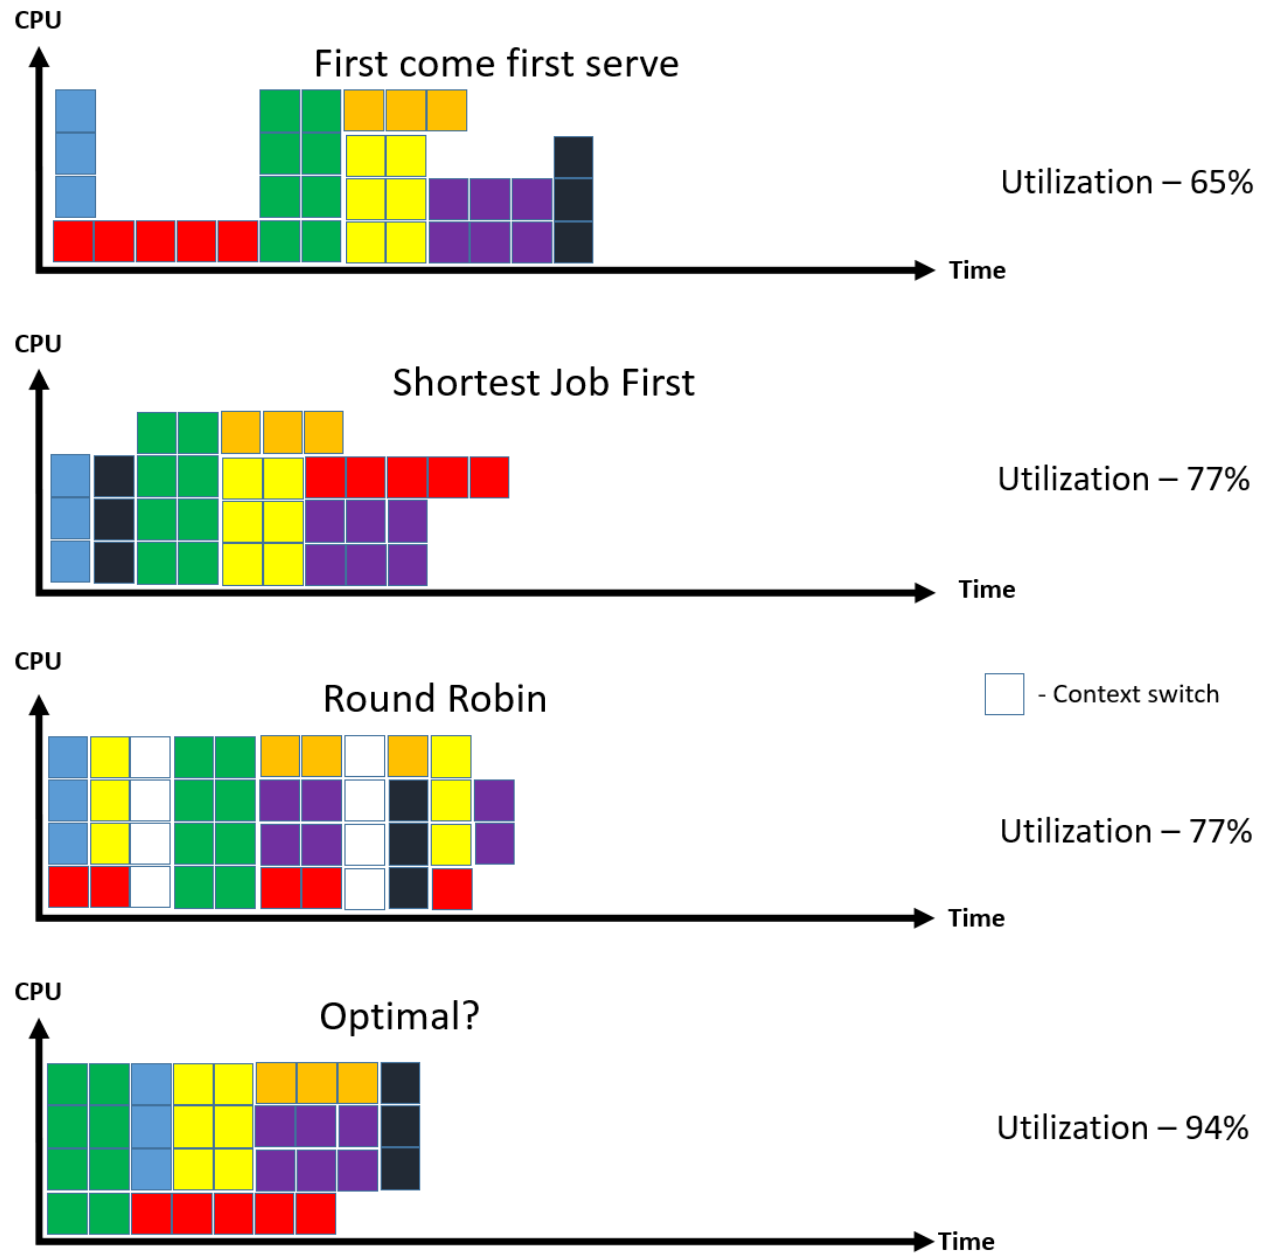 CPU
First come first serve
Utilization – 65%
Time
CPU
Shortest Job First
Utilization – 77%
Time
CPU
Round Robin
- Context switch
Utilization – 77%
Time
CPU
Optimal?
Utilization – 94%
Time